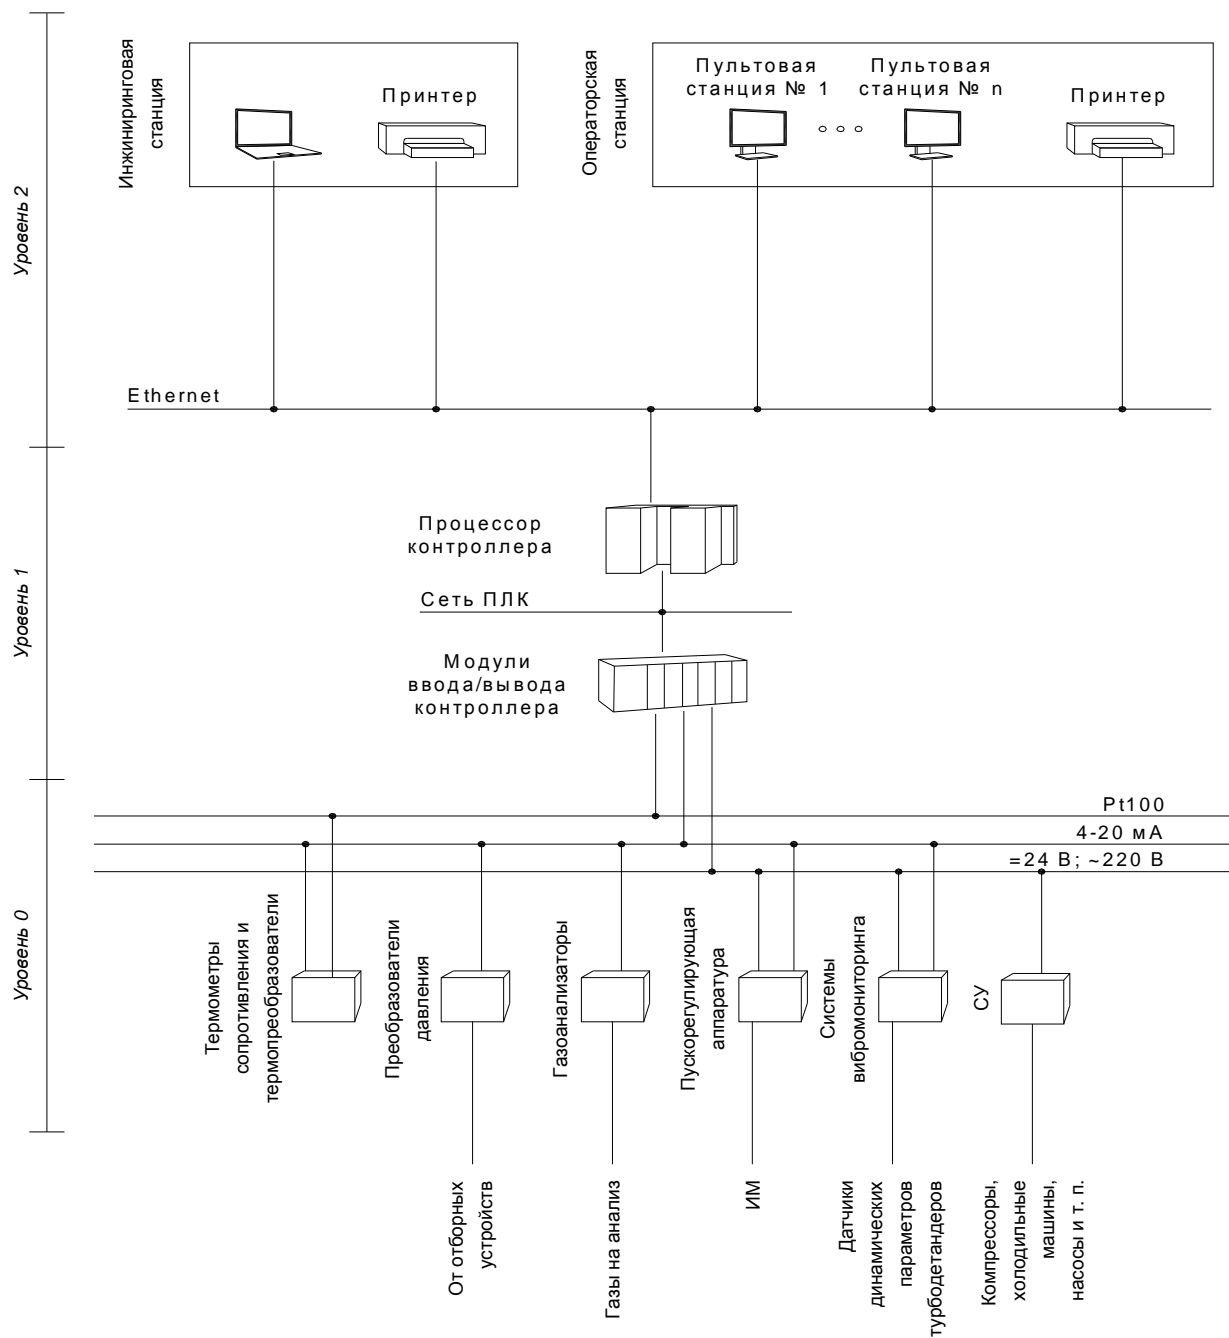 Уровень 2
Инжиниринговая
станция
Принтер
Операторская
станция
Пультовая
станция № 1
Пультовая
станция № n
Принтер
Ethernet
Уровень 1
Процессор
контроллера
Сеть ПЛК
Модули
ввода/вывода
контроллера
Уровень 0
Pt100
4-20 мА
=24 В; ~220 В
Термометры
сопротивления и
термопреобразователи
Преобразователи
давления
Газоанализаторы
Пускорегулирующая
аппаратура
Системы
вибромониторинга
СУ
От отборных
устройств
Газы на анализ
ИМ
Датчики
динамических
параметров
турбодетандеров
Компрессоры,
холодильные
машины,
насосы и т. п.